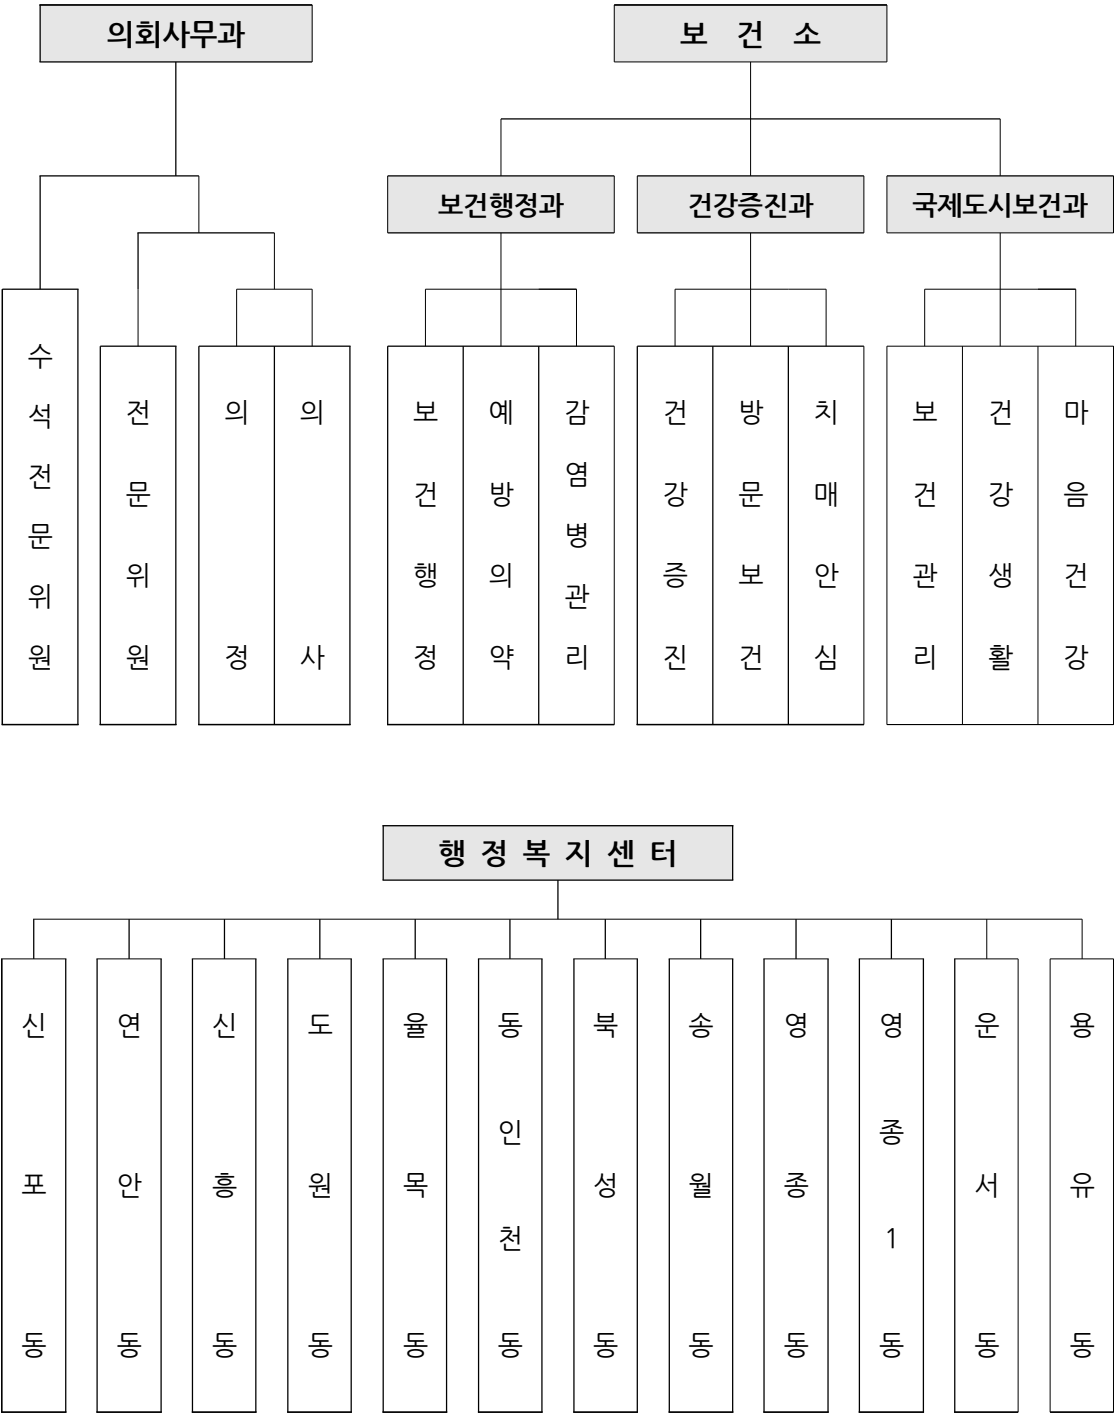 의회사무과
보 건 소
보건행정과
건강증진과
국제도시보건과
수석전문위원
전문위원
의정
의사
보건행정
예방의약
감염병관리
건강증진
방문보건
치매안심
보건관리
건강생활
마음건강
행 정 복 지 센 터
신포동
연안동
신흥동
도원동
율목동
동인천동
북성동
송월동
영종동
영종1동
운서동
용유동